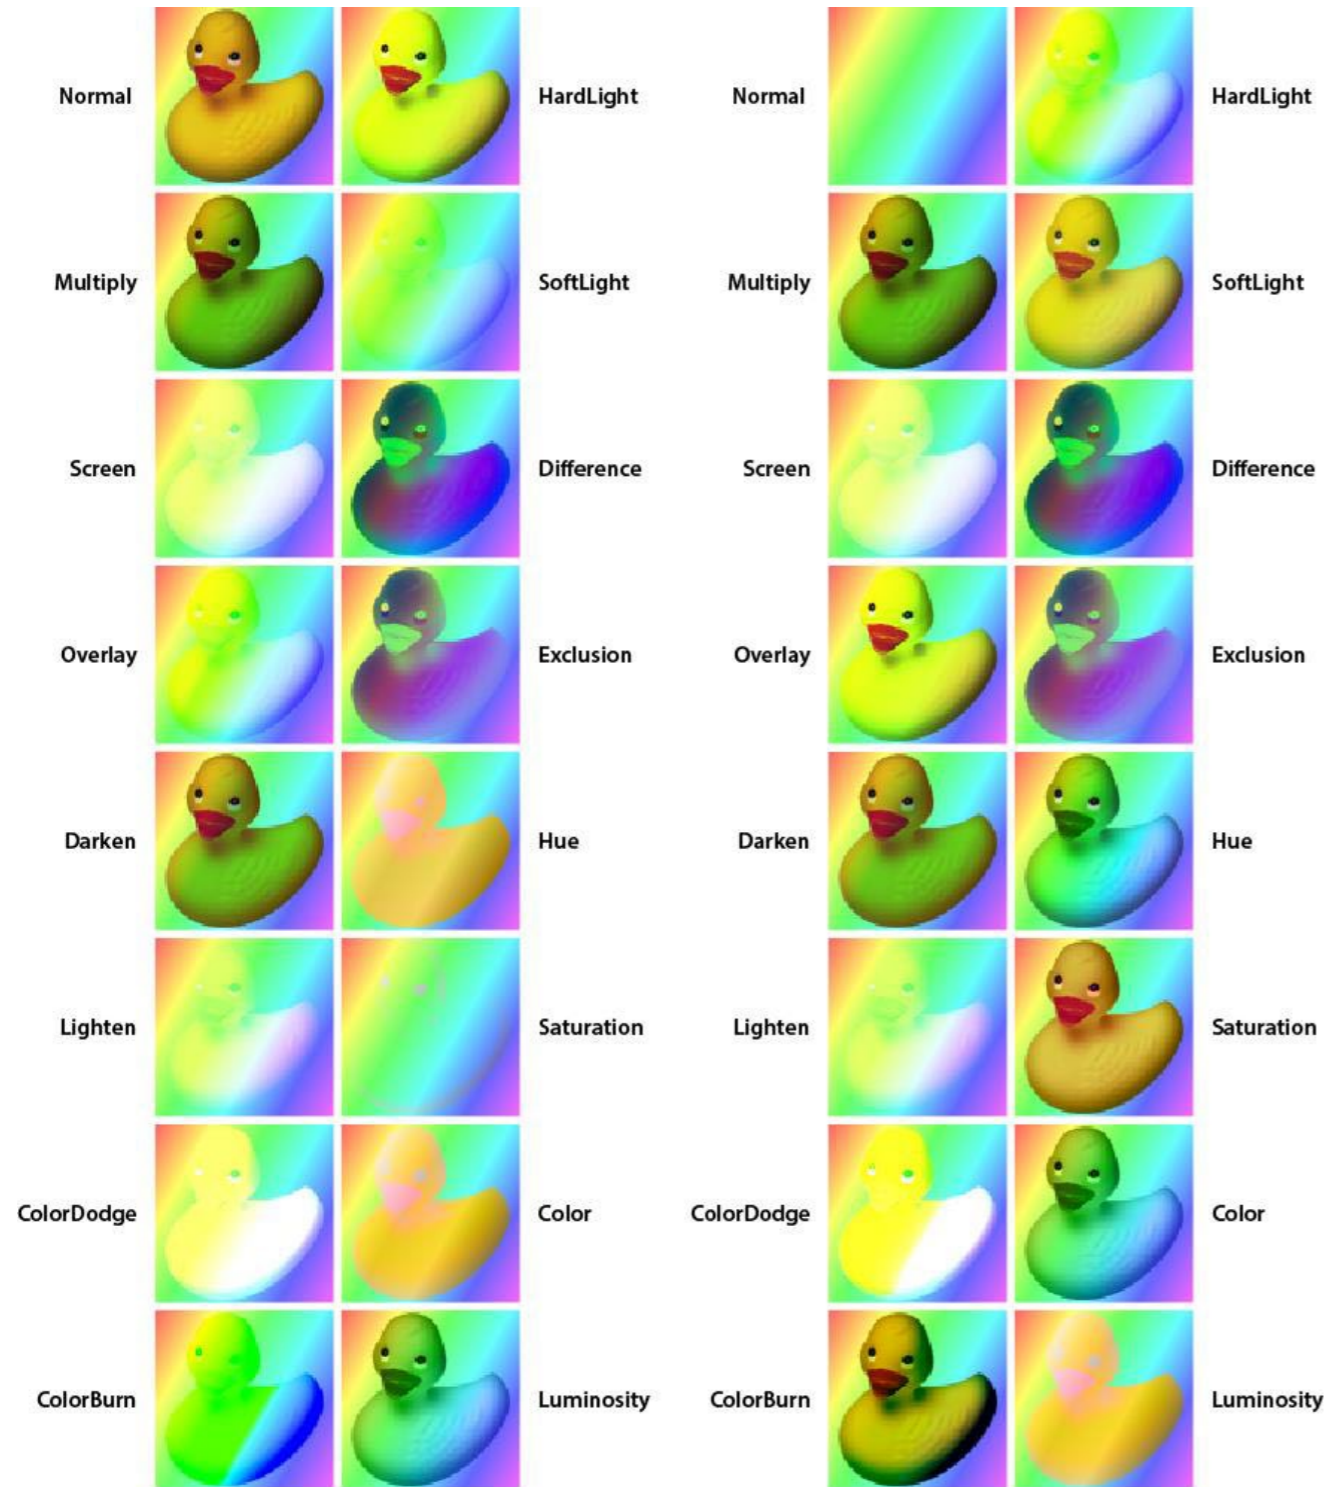 Normal HardLight Normal HardLight
Multiply SoftLight Multiply SoftLight
Screen Difference Screen Difference
Overlay Exclusion Overlay Exclusion
Darken Hue Darken Hue
Lighten Saturation Lighten Saturation
ColorDodge Color ColorDodge Color
ColorBurn Luminosity ColorBurn Luminosity